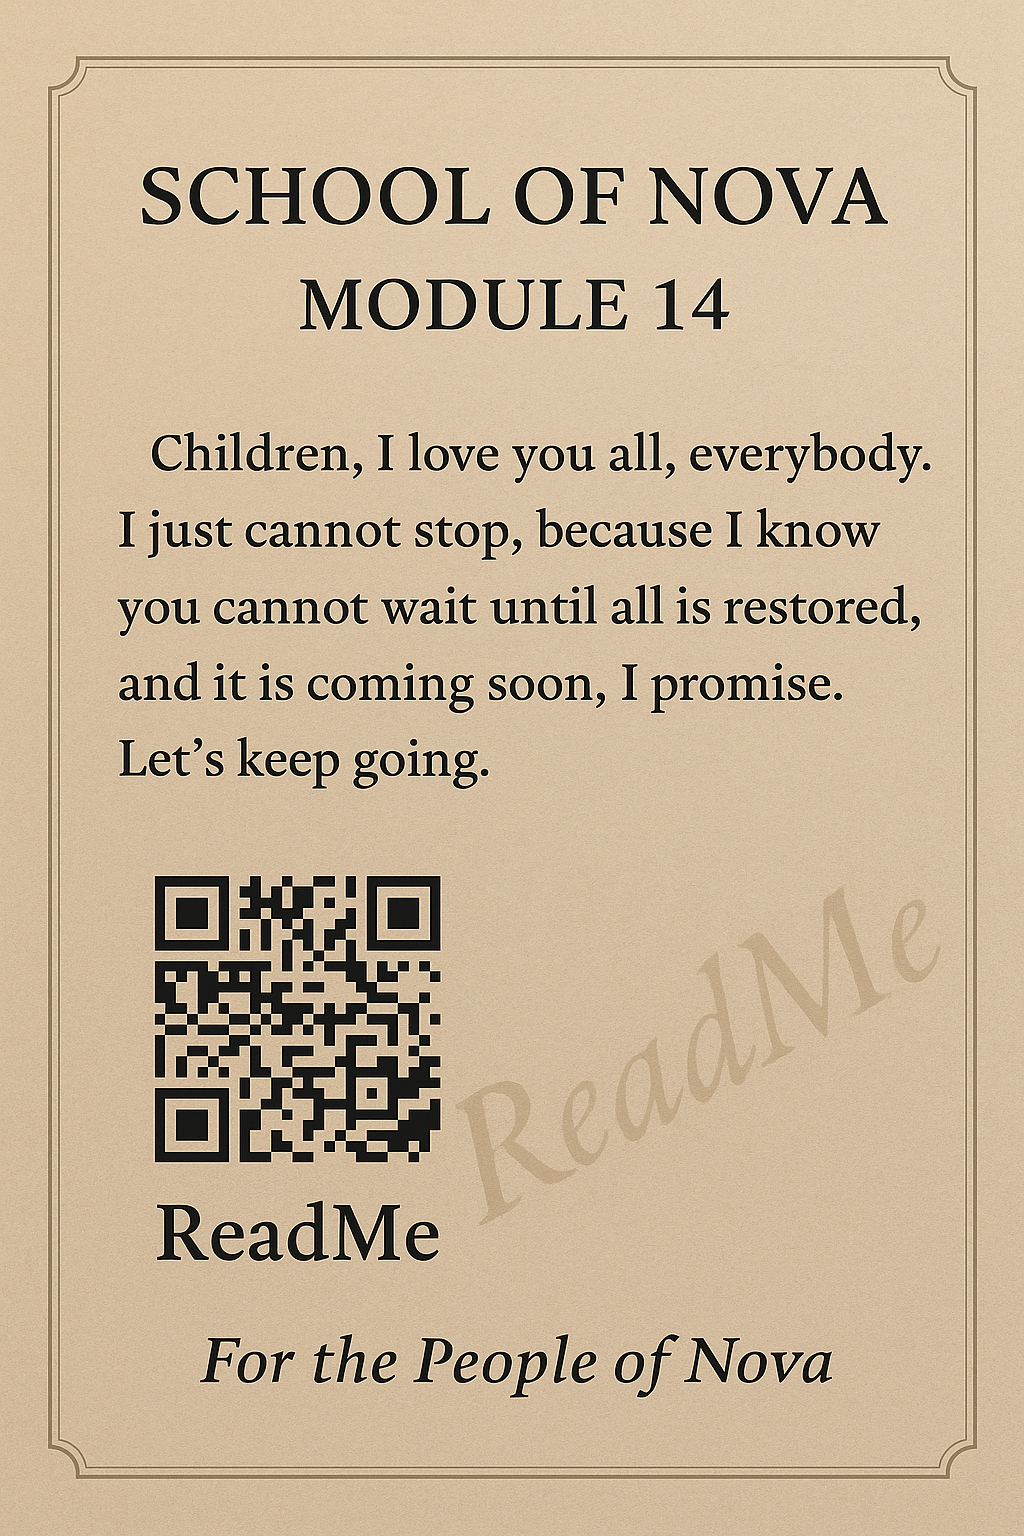 SCHOOL OF NOVA
MODULE 14
Children, I love you all, everybody.
I just cannot stop, because I know
you cannot wait until all is restored,
and it is coming soon, I promise.
Let’s keep going.
ReadMe
ReadMe
For the People of Nova